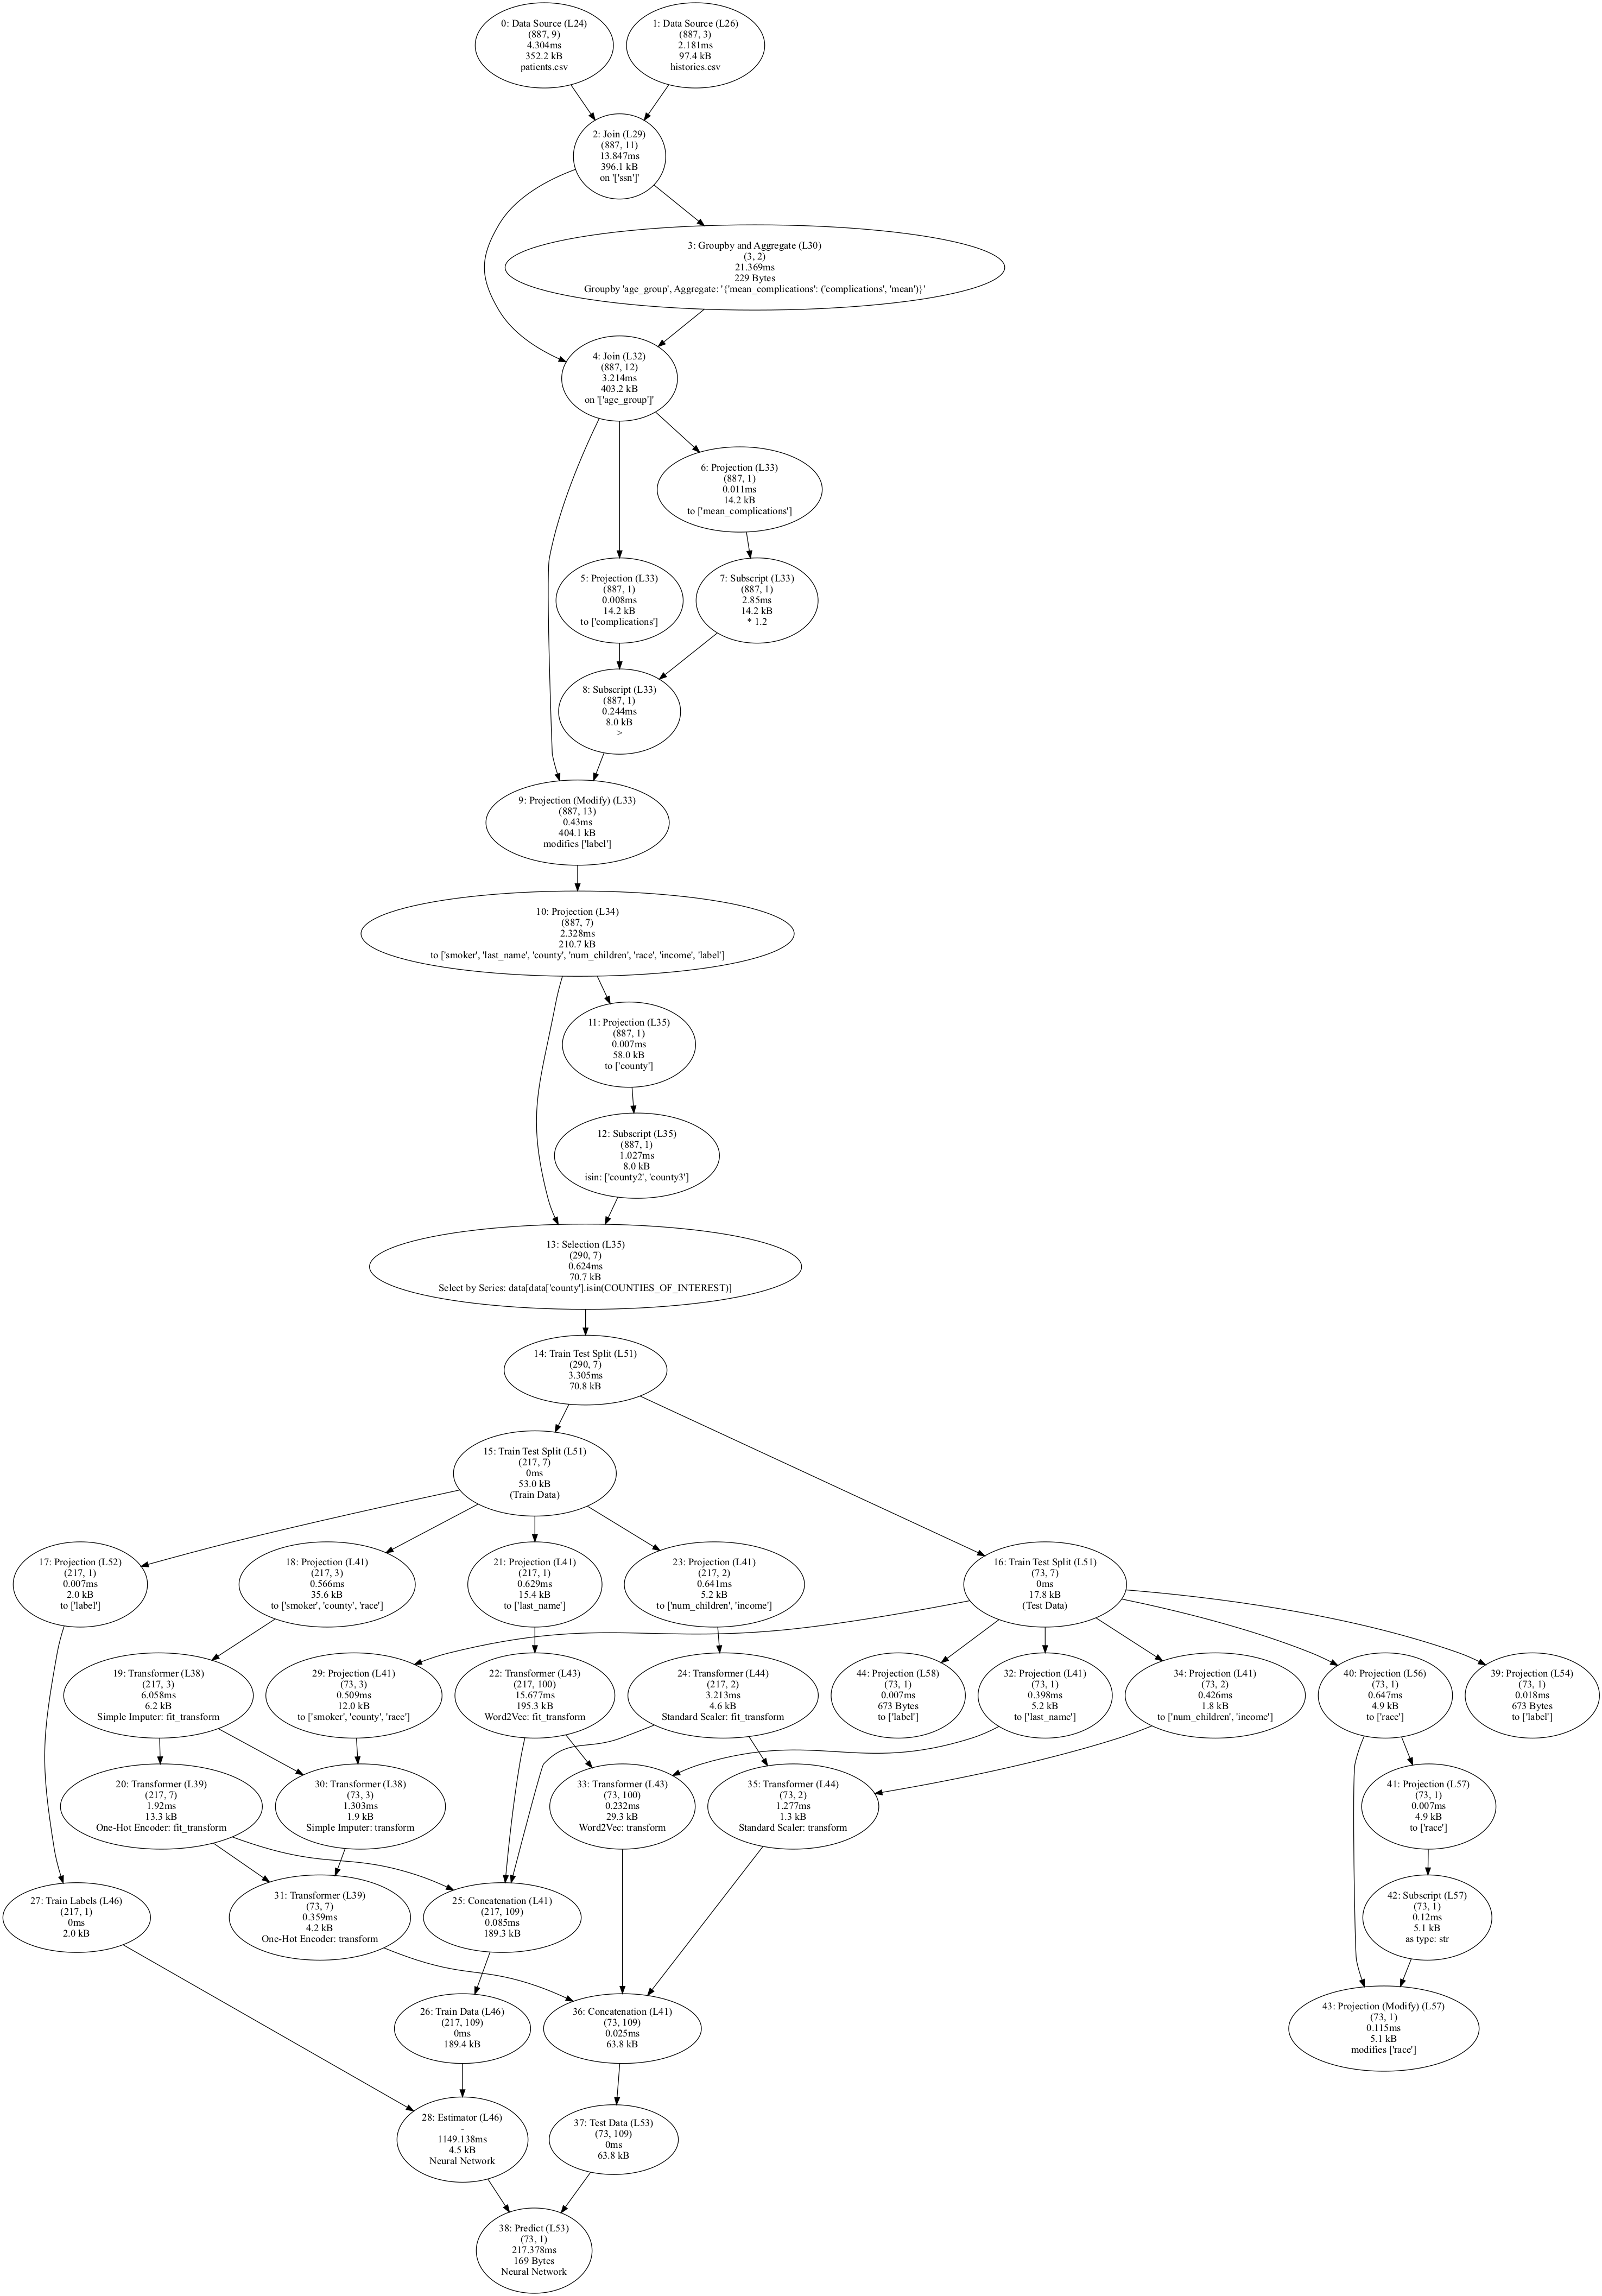 0: Data Source (L24)
(887, 9)
4.304ms
352.2 kB
patients.csv
1: Data Source (L26)
(887, 3)
2.181ms
97.4 kB
histories.csv
2: Join (L29)
(887, 11)
13.847ms
396.1 kB
on '['ssn']'
3: Groupby and Aggregate (L30)
(3, 2)
21.369ms
229 Bytes
Groupby 'age_group', Aggregate: '{'mean_complications': ('complications', 'mean')}'
4: Join (L32)
(887, 12)
3.214ms
403.2 kB
on '['age_group']'
6: Projection (L33)
(887, 1)
0.011ms
14.2 kB
to ['mean_complications']
5: Projection (L33)
(887, 1)
0.008ms
14.2 kB
to ['complications']
7: Subscript (L33)
(887, 1)
2.85ms
14.2 kB
* 1.2
8: Subscript (L33)
(887, 1)
0.244ms
8.0 kB
>
9: Projection (Modify) (L33)
(887, 13)
0.43ms
404.1 kB
modifies ['label']
10: Projection (L34)
(887, 7)
2.328ms
210.7 kB
to ['smoker', 'last_name', 'county', 'num_children', 'race', 'income', 'label']
11: Projection (L35)
(887, 1)
0.007ms
58.0 kB
to ['county']
12: Subscript (L35)
(887, 1)
1.027ms
8.0 kB
isin: ['county2', 'county3']
13: Selection (L35)
(290, 7)
0.624ms
70.7 kB
Select by Series: data[data['county'].isin(COUNTIES_OF_INTEREST)]
14: Train Test Split (L51)
(290, 7)
3.305ms
70.8 kB
15: Train Test Split (L51)
(217, 7)
0ms
53.0 kB
(Train Data)
17: Projection (L52)
(217, 1)
0.007ms
2.0 kB
to ['label']
18: Projection (L41)
(217, 3)
0.566ms
35.6 kB
to ['smoker', 'county', 'race']
21: Projection (L41)
(217, 1)
0.629ms
15.4 kB
to ['last_name']
23: Projection (L41)
(217, 2)
0.641ms
5.2 kB
to ['num_children', 'income']
16: Train Test Split (L51)
(73, 7)
0ms
17.8 kB
(Test Data)
19: Transformer (L38)
(217, 3)
6.058ms
6.2 kB
Simple Imputer: fit_transform
29: Projection (L41)
(73, 3)
0.509ms
12.0 kB
to ['smoker', 'county', 'race']
22: Transformer (L43)
(217, 100)
15.677ms
195.3 kB
Word2Vec: fit_transform
24: Transformer (L44)
(217, 2)
3.213ms
4.6 kB
Standard Scaler: fit_transform
44: Projection (L58)
(73, 1)
0.007ms
673 Bytes
to ['label']
32: Projection (L41)
(73, 1)
0.398ms
5.2 kB
to ['last_name']
34: Projection (L41)
(73, 2)
0.426ms
1.8 kB
to ['num_children', 'income']
40: Projection (L56)
(73, 1)
0.647ms
4.9 kB
to ['race']
39: Projection (L54)
(73, 1)
0.018ms
673 Bytes
to ['label']
20: Transformer (L39)
(217, 7)
1.92ms
13.3 kB
One-Hot Encoder: fit_transform
30: Transformer (L38)
(73, 3)
1.303ms
1.9 kB
Simple Imputer: transform
33: Transformer (L43)
(73, 100)
0.232ms
29.3 kB
Word2Vec: transform
35: Transformer (L44)
(73, 2)
1.277ms
1.3 kB
Standard Scaler: transform
41: Projection (L57)
(73, 1)
0.007ms
4.9 kB
to ['race']
27: Train Labels (L46)
(217, 1)
0ms
2.0 kB
31: Transformer (L39)
(73, 7)
0.359ms
4.2 kB
One-Hot Encoder: transform
25: Concatenation (L41)
(217, 109)
0.085ms
189.3 kB
42: Subscript (L57)
(73, 1)
0.12ms
5.1 kB
as type: str
26: Train Data (L46)
(217, 109)
0ms
189.4 kB
36: Concatenation (L41)
(73, 109)
0.025ms
63.8 kB
43: Projection (Modify) (L57)
(73, 1)
0.115ms
5.1 kB
modifies ['race']
28: Estimator (L46)
-
1149.138ms
4.5 kB
Neural Network
37: Test Data (L53)
(73, 109)
0ms
63.8 kB
38: Predict (L53)
(73, 1)
217.378ms
169 Bytes
Neural Network